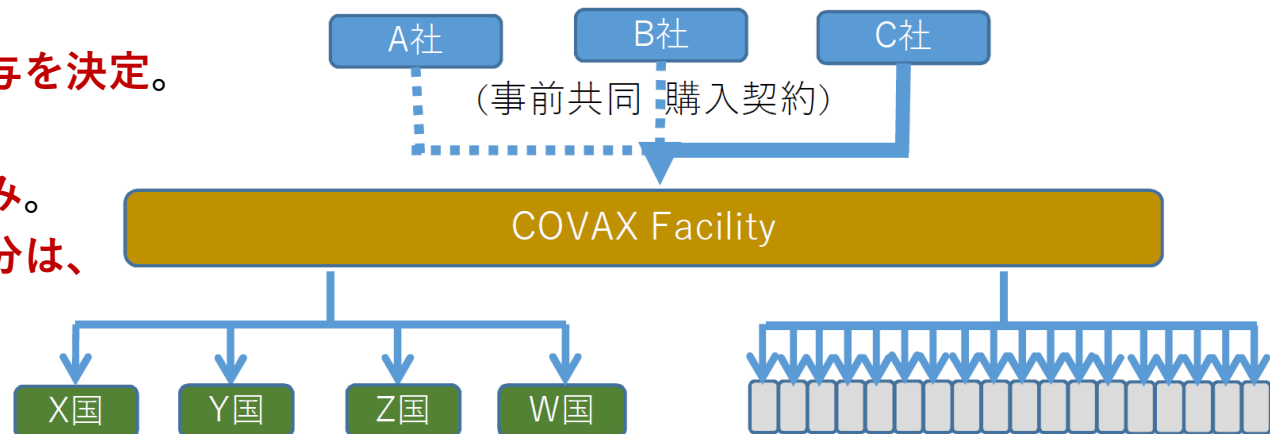 A社
B社
C社
与を決定。
(事前共同 購入契約)
み。
分は、
COVAX Facility
X国
Y国
Z国
W国